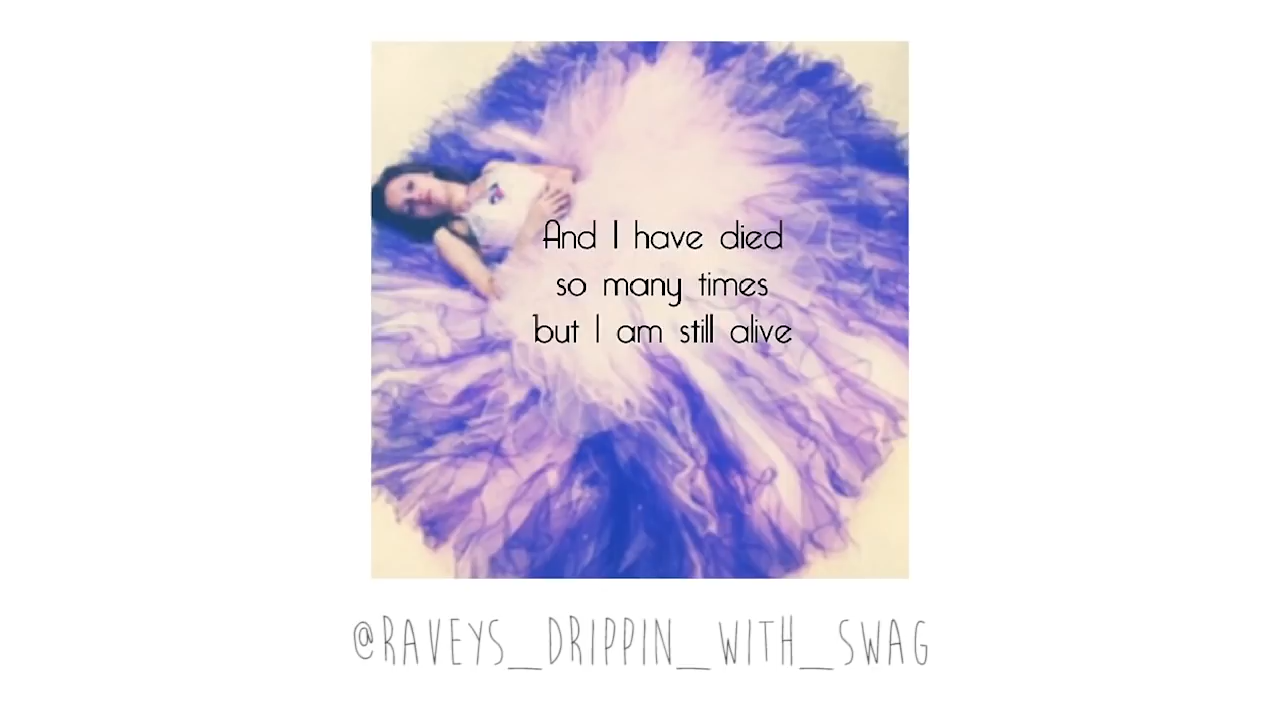 And I have died
so many times
but I am still alive
@RAVEYS_DRIPPIN_WITH_SWAG